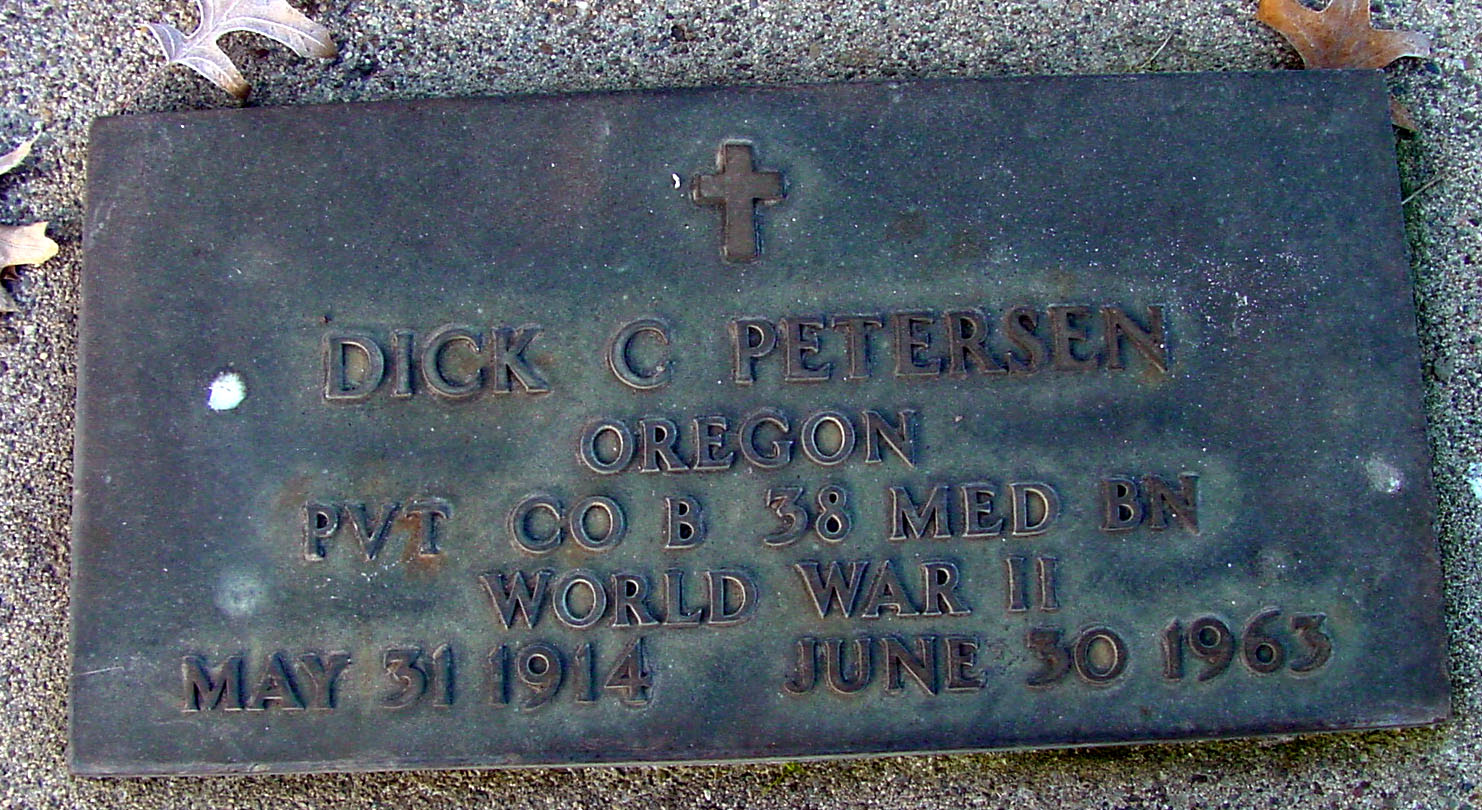 DICK C PETERSEN
OREGON
PVT CO B 38 MED BN
WORLD WAR II
MAY 31 1914 JUNE 30 1963